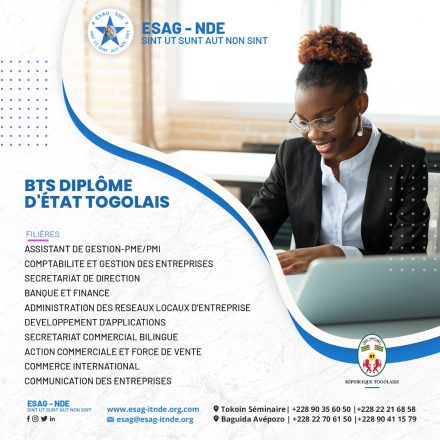 ESAG - NDE
SINT UT SUNT AUT NON SINT
BTS DIPLÔME
D'ÉTAT TOGOLAIS
FILIÈRES
ASSISTANT DE GESTION-PME/PMI
COMPTABILITE ET GESTION DES ENTREPRISES
SECRETARIAT DE DIRECTION
BANQUE ET FINANCE
ADMINISTRATION DES RESEAUX LOCAUX D'ENTREPRISE
DEVELOPPEMENT D'APPLICATIONS
SECRETARIAT COMMERCIAL BILINGUE
ACTION COMMERCIALE ET FORCE DE VENTE
COMMERCE INTERNATIONAL
COMMUNICATION DES ENTREPRISES
RÉPUBLIQUE TOGOLAISE
ESAG - NDE
SINT UT SUNT AUT NON SINT
www.esag-itnde.org.com
esag@esag-itnde.org
Tokoin Séminaire| +228 90 35 60 50 |+228 22 21 68 58
Baguida Avépozo| +228 22 70 61 50 |+228 90 41 15 79